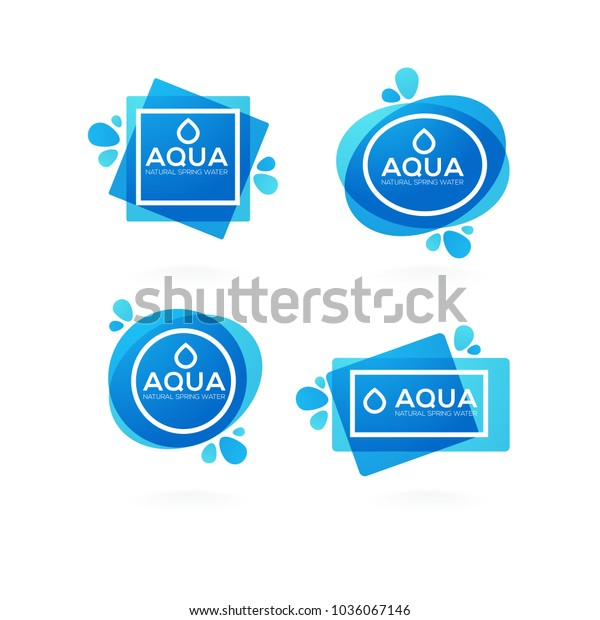 AQUA
NATURAL SPRING WATER
AQUA
NATURAL SPRING WATER
AQUA
NATURAL SPRING WATER
AQUA
NATURAL SPRING WATER
shutterstock
shutterstock.com · 1036067146